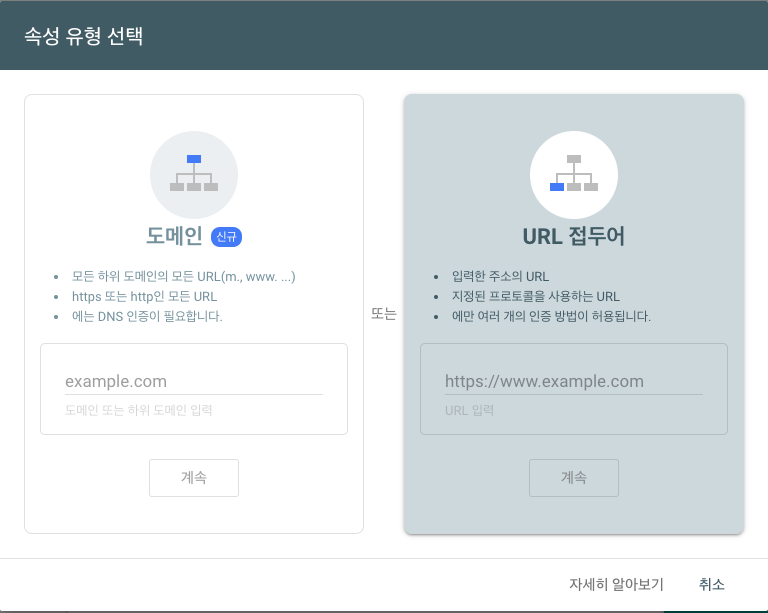 속성 유형 선택
도메인 신규
모든 하위 도메인의 모든 URL(m., www. ...)
https 또는 http인 모든 URL
에는 DNS 인증이 필요합니다.
example.com
도메인 또는 하위 도메인 입력
계속
또는
URL 접두어
입력한 주소의 URL
지정된 프로토콜을 사용하는 URL
에만 여러 개의 인증 방법이 허용됩니다.
https://www.example.com
URL 입력
계속
자세히 알아보기 취소